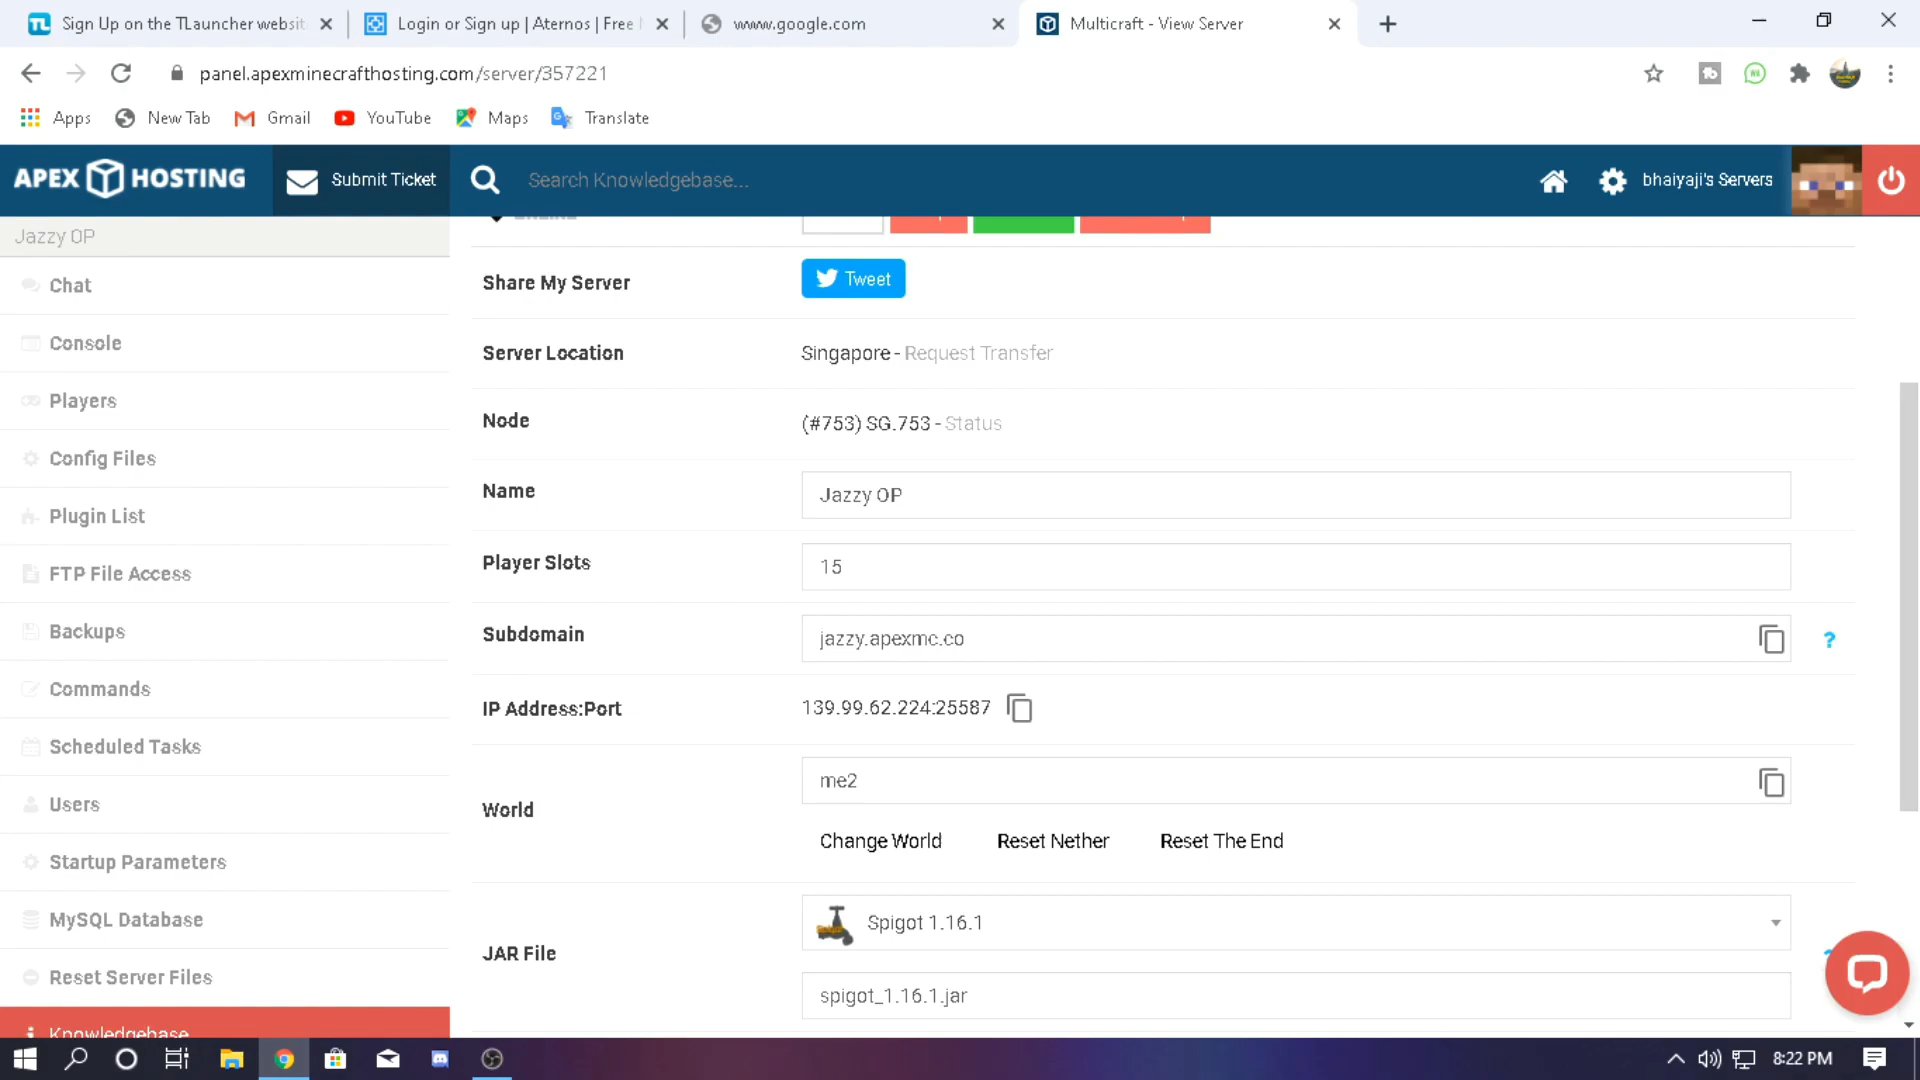 Sign Up on the TLauncher websit
Login or Sign up | Aternos | Free
www.google.com
Multicraft - View Server
panel.apexminecrafthosting.com/server/357221
Apps
New Tab
Gmail
YouTube
Maps
Translate
APEX HOSTING
Submit Ticket
Search Knowledgebase...
bhaiyaji's Servers
Jazzy OP
Chat
Console
Players
Config Files
Plugin List
FTP File Access
Backups
Commands
Scheduled Tasks
Users
Startup Parameters
MySQL Database
Reset Server Files
Knowledgebase
Share My Server
Tweet
Server Location
Singapore - Request Transfer
Node
(#753) SG.753 - Status
Name
Jazzy OP
Player Slots
15
Subdomain
jazzy.apexmc.co
?
IP Address:Port
139.99.62.224:25587
World
me2
Change World
Reset Nether
Reset The End
JAR File
Spigot 1.16.1
spigot_1.16.1.jar
8:22 PM